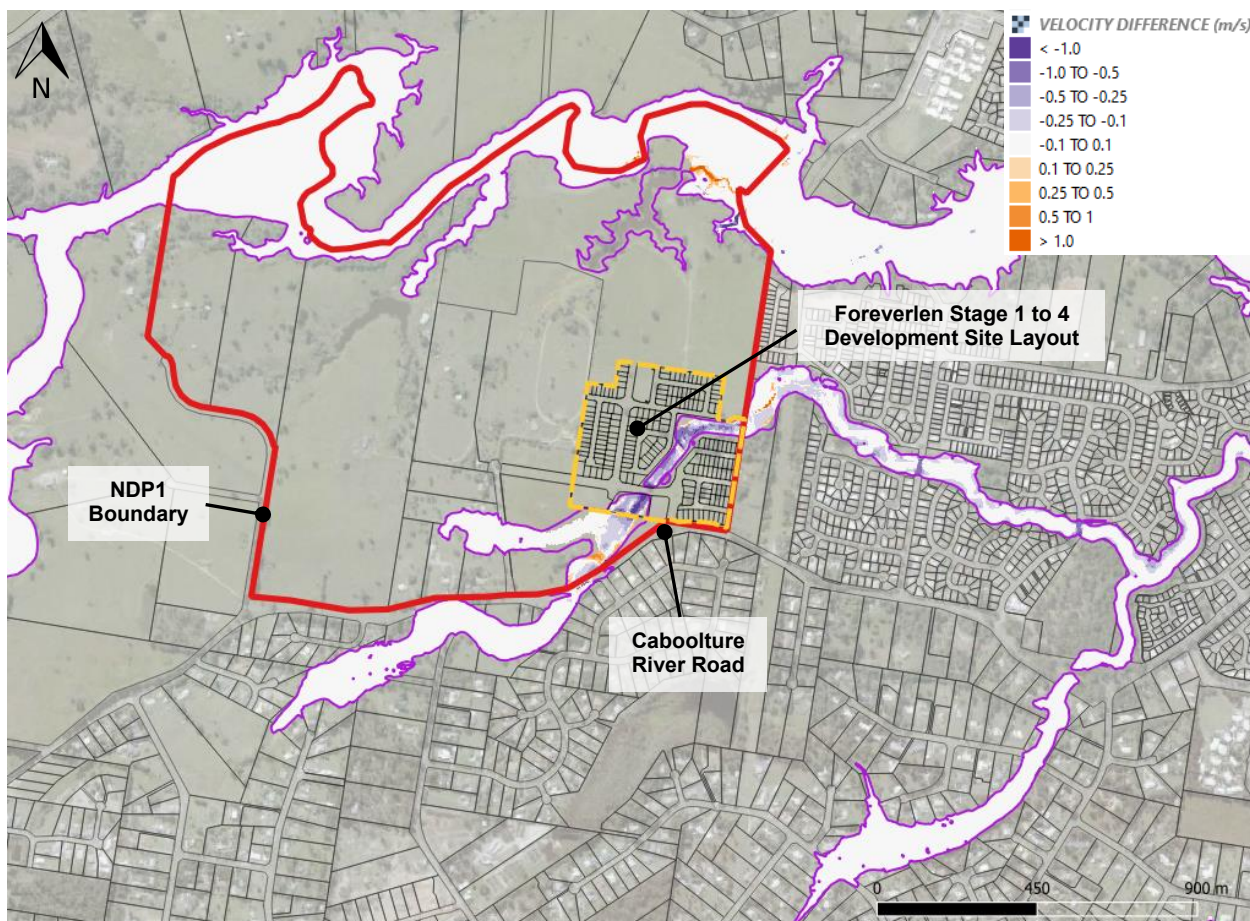 N
VELOCITY DIFFERENCE (m/s)
< -1.0
-1.0 TO -0.5
-0.5 TO -0.25
-0.25 TO -0.1
-0.1 TO 0.1
0.1 TO 0.25
0.25 TO 0.5
0.5 TO 1
> 1.0
Foreverlen Stage 1 to 4
Development Site Layout
NDP1
Boundary
Caboolture
River Road
0 450 900 m